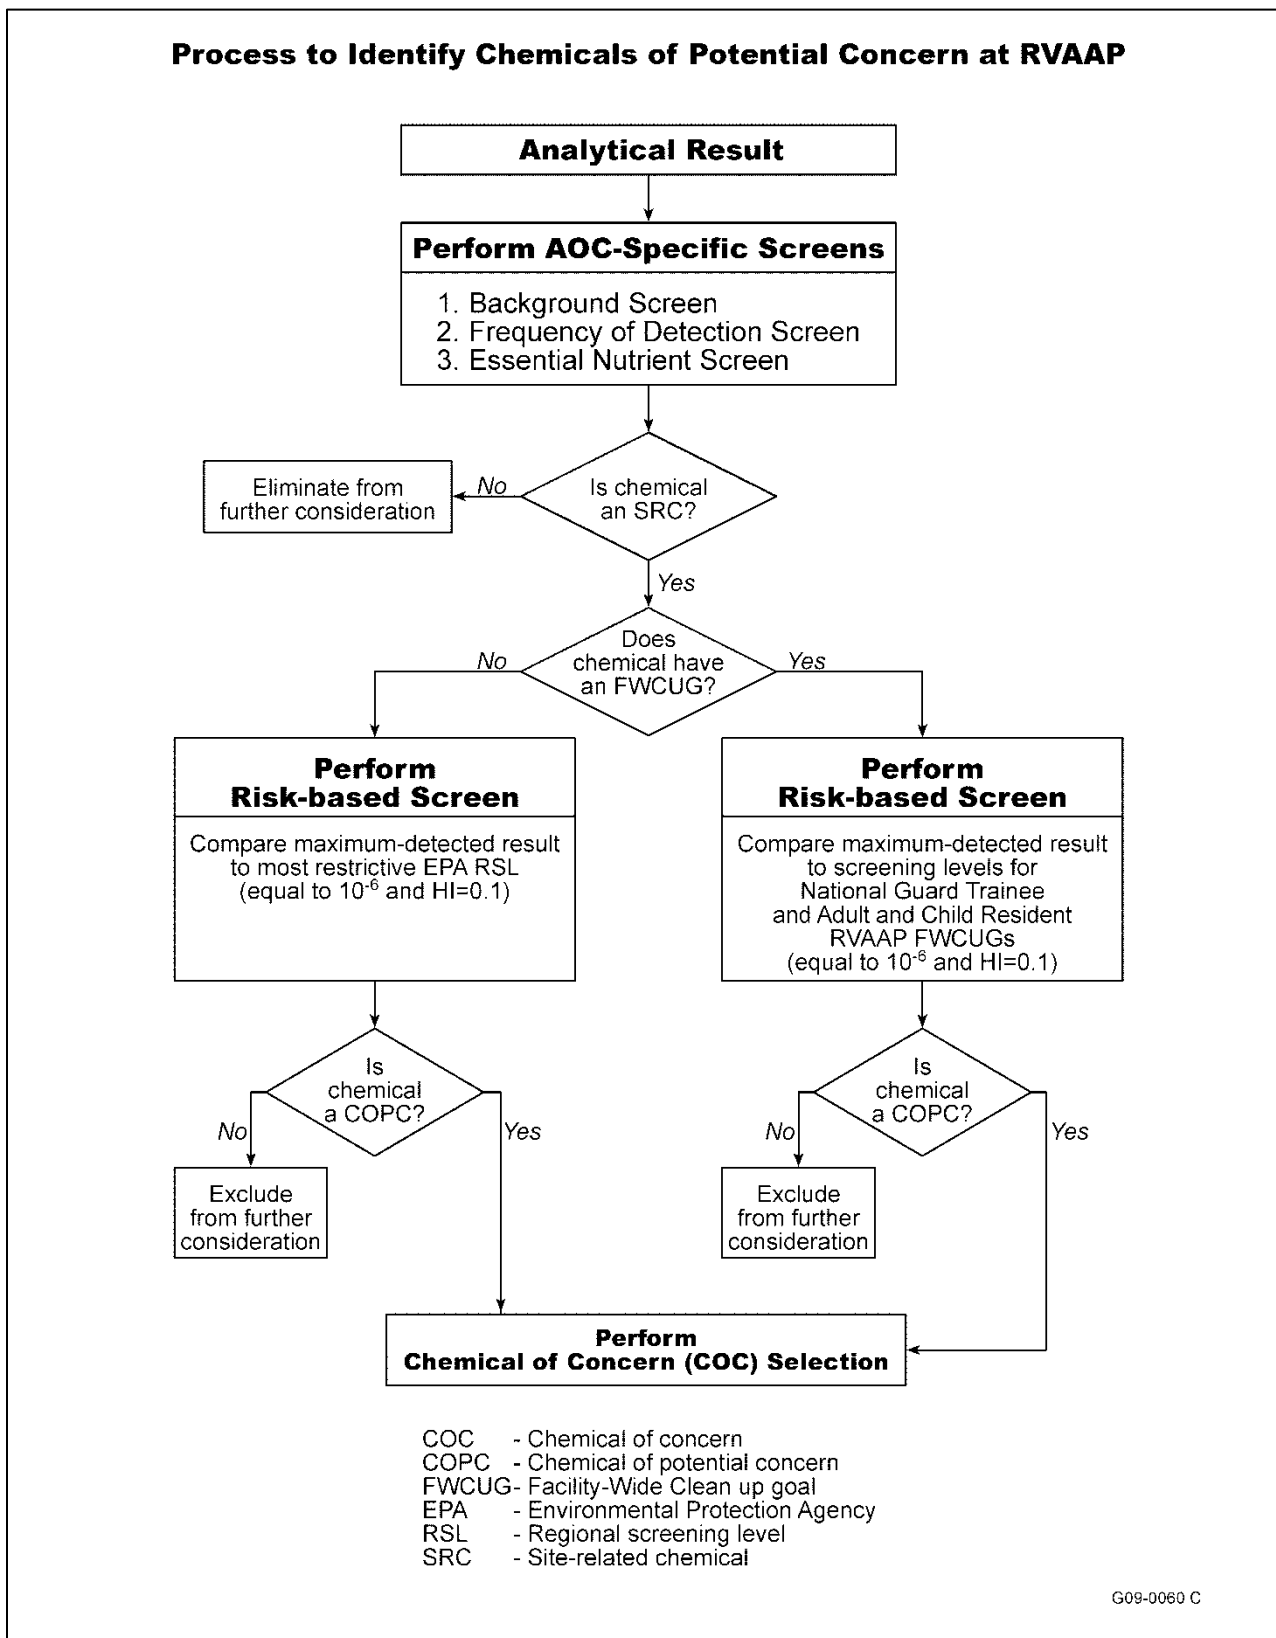 Process to Identify Chemicals of Potential Concern at RVAAP
Analytical Result
Perform AOC-Specific Screens
1. Background Screen
2. Frequency of Detection Screen
3. Essential Nutrient Screen
Is chemical
an SRC?
No
Eliminate from
further consideration
Yes
Does
chemical have
an FWCUG?
No
Yes
Perform
Risk-based Screen
Compare maximum-detected result
to most restrictive EPA RSL
(equal to 10⁻⁶ and HI=0.1)
Perform
Risk-based Screen
Compare maximum-detected result
to screening levels for
National Guard Trainee
and Adult and Child Resident
RVAAP FWCUGs
(equal to 10⁻⁶ and HI=0.1)
Is
chemical
a COPC?
No
Yes
Exclude
from further
consideration
Is
chemical
a COPC?
No
Yes
Exclude
from further
consideration
Perform
Chemical of Concern (COC) Selection
COC - Chemical of concern
COPC - Chemical of potential concern
FWCUG - Facility-Wide Clean up goal
EPA - Environmental Protection Agency
RSL - Regional screening level
SRC - Site-related chemical
G09-0060 C